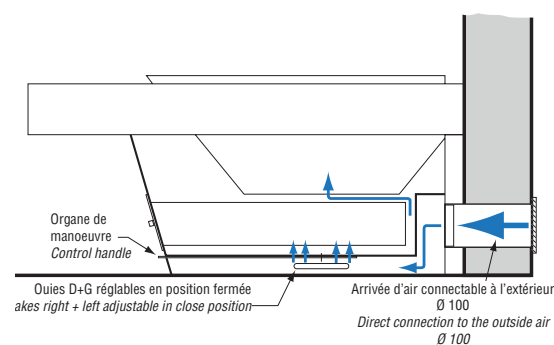 Organe de
manoeuvre
Control handle
Ouies D+G réglables en position fermée
akes right + left adjustable in close position
Arrivée d'air connectable à l'extérieur
Ø 100
Direct connection to the outside air
Ø 100